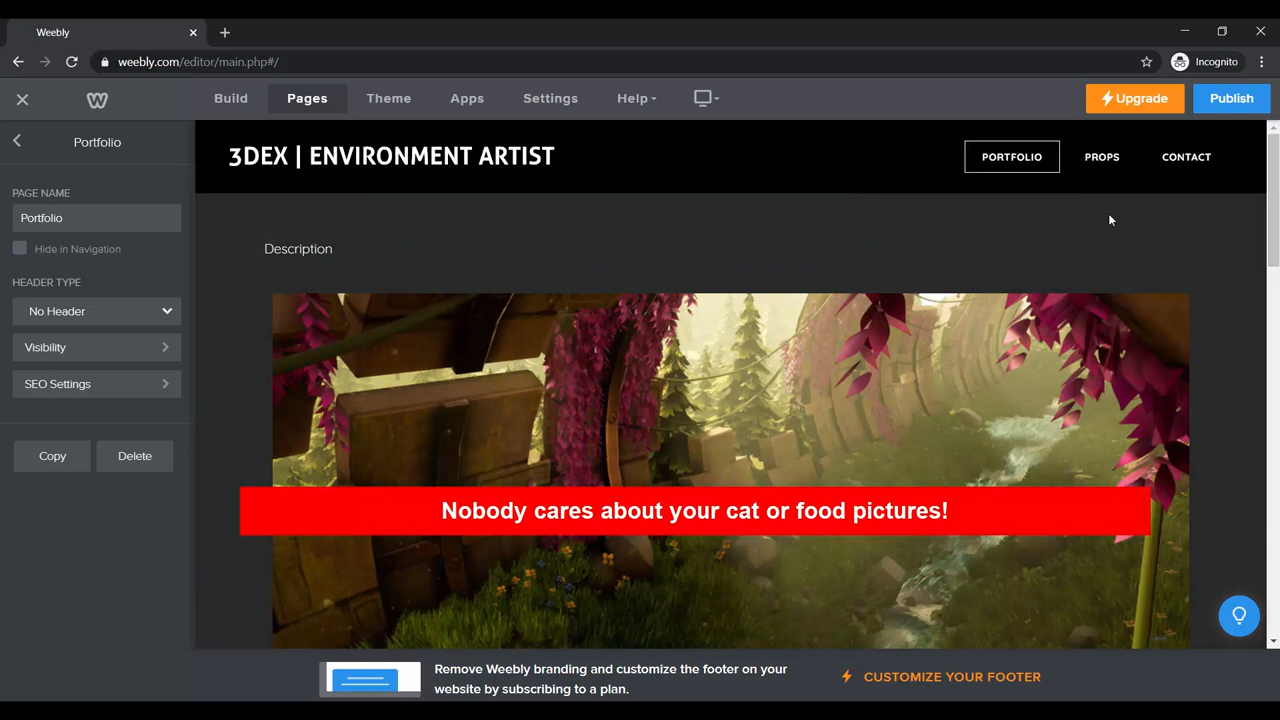 Weebly
weebly.com/editor/main.php#/
Incognito
Build
Pages
Theme
Apps
Settings
Help
Upgrade
Publish
Portfolio
PAGE NAME
Portfolio
Hide in Navigation
HEADER TYPE
No Header
Visibility
SEO Settings
Copy
Delete
3DEX | ENVIRONMENT ARTIST
PORTFOLIO
PROPS
CONTACT
Description
Nobody cares about your cat or food pictures!
Remove Weebly branding and customize the footer on your
website by subscribing to a plan.
CUSTOMIZE YOUR FOOTER